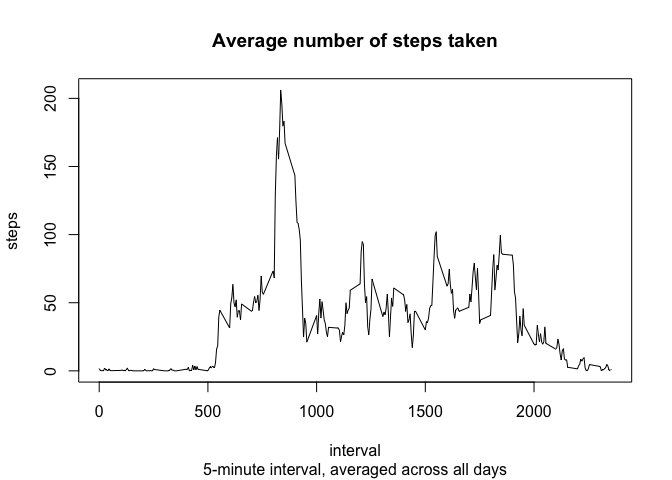 Average number of steps taken
steps
200
150
100
50
0
0 500 1000 1500 2000
interval
5-minute interval, averaged across all days